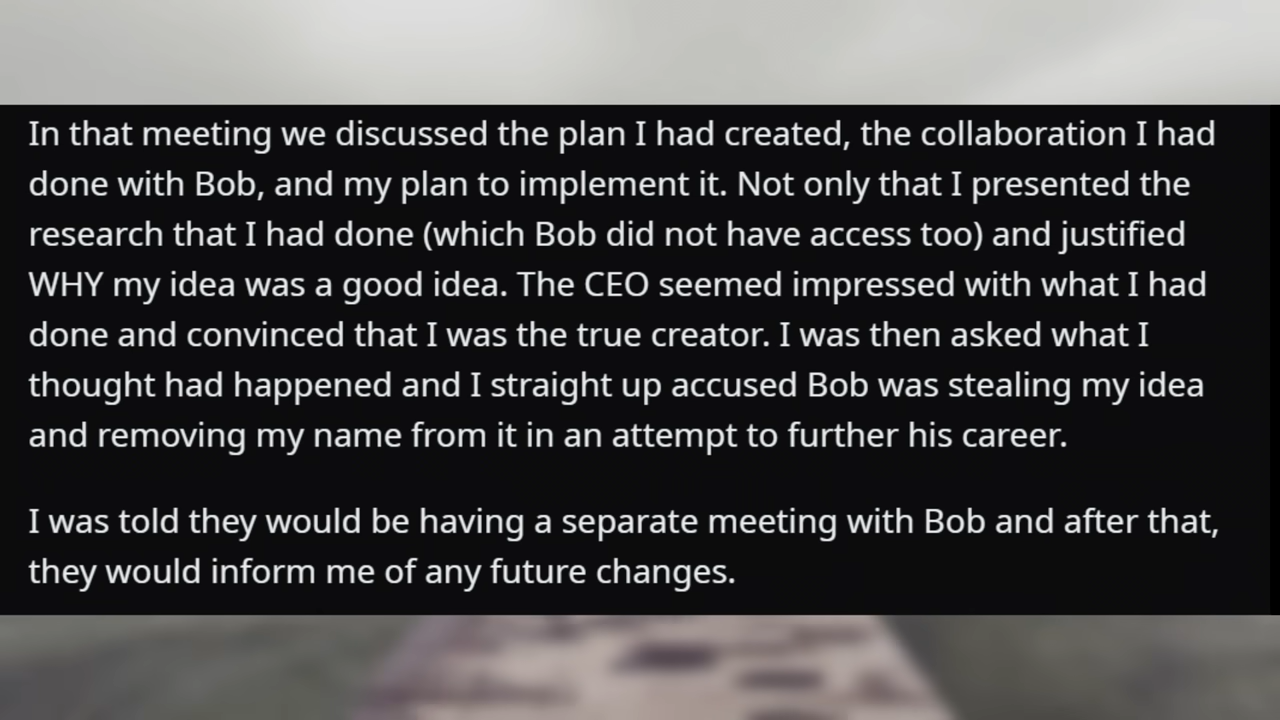 In that meeting we discussed the plan I had created, the collaboration I had
done with Bob, and my plan to implement it. Not only that I presented the
research that I had done (which Bob did not have access too) and justified
WHY my idea was a good idea. The CEO seemed impressed with what I had
done and convinced that I was the true creator. I was then asked what I
thought had happened and I straight up accused Bob was stealing my idea
and removing my name from it in an attempt to further his career.
I was told they would be having a separate meeting with Bob and after that,
they would inform me of any future changes.